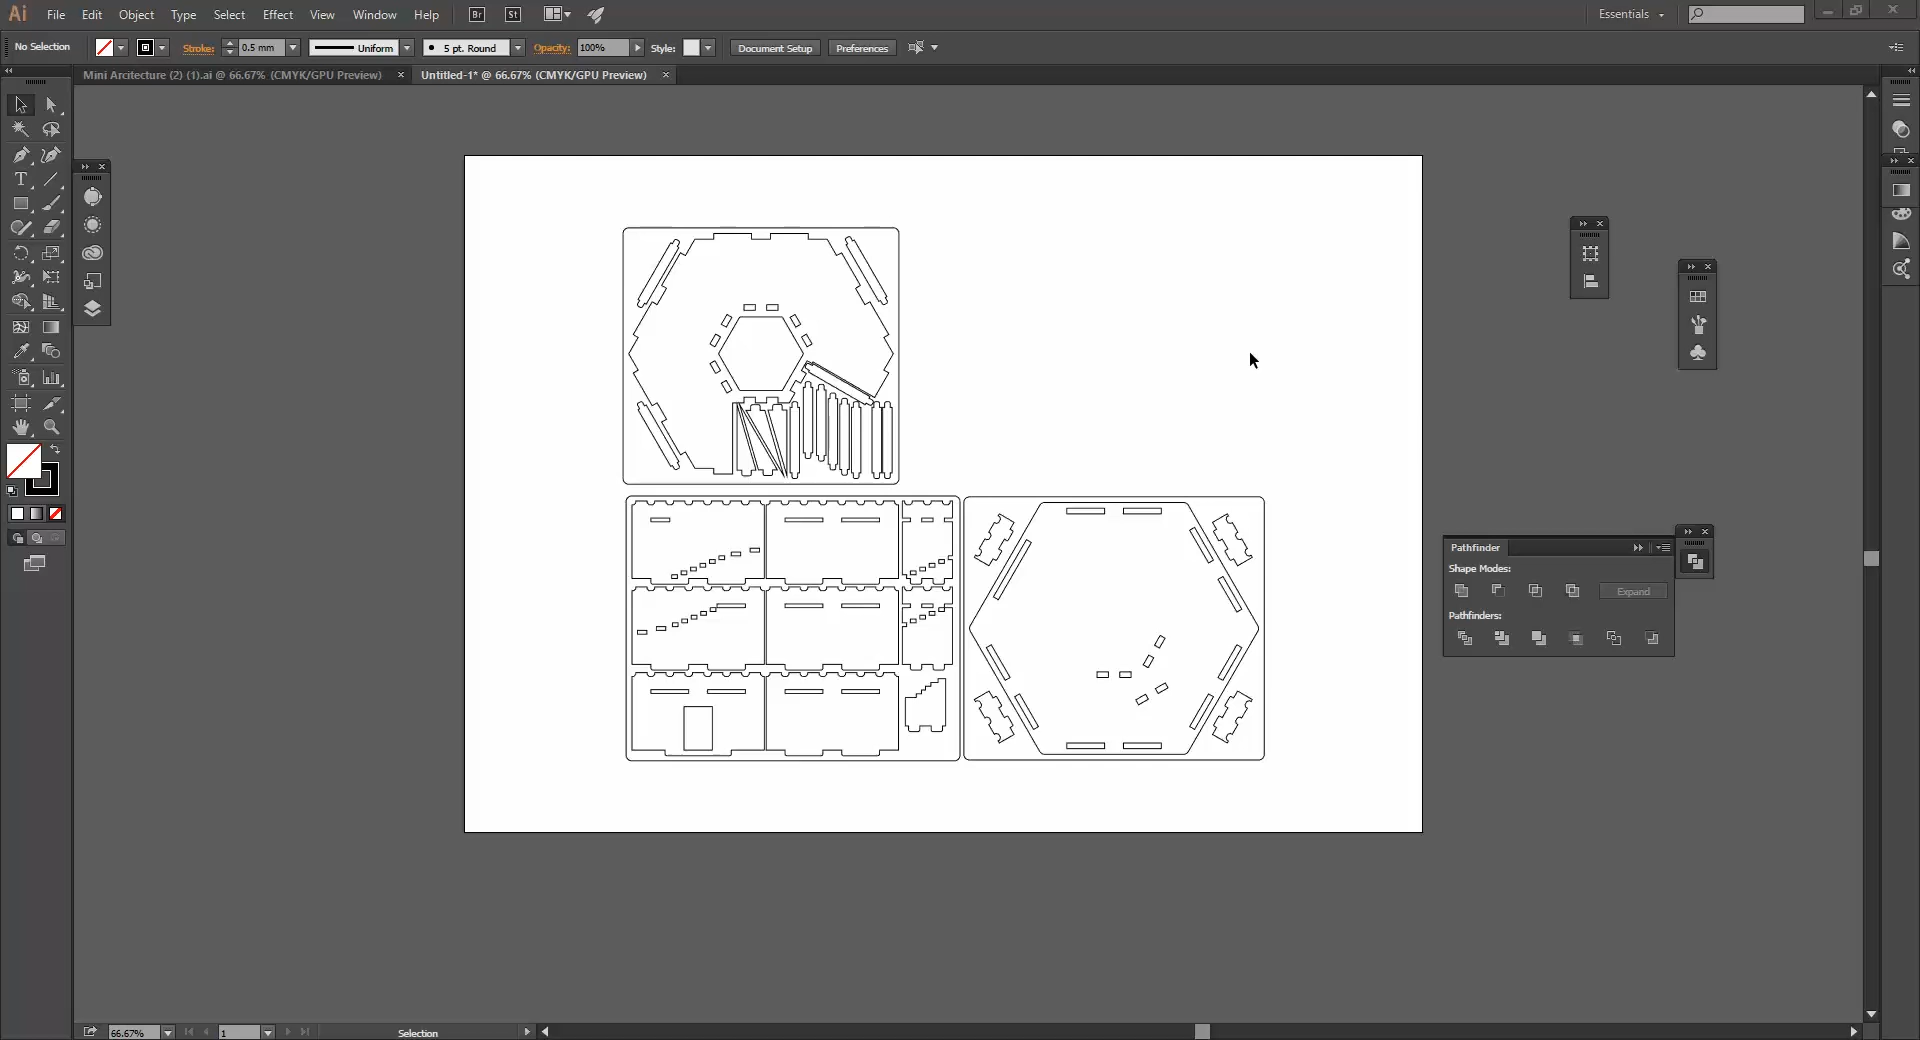 Ai File Edit Object Type Select Effect View Window Help Br St Essentials
No Selection Stroke: 0.5 mm Uniform 5 pt. Round Opacity: 100% Style: Document Setup Preferences
Mini Arcitecture (2) (1).ai @ 66.67% (CMYK/GPU Preview) Untitled-1* @ 66.67% (CMYK/GPU Preview)
T
Pathfinder
Shape Modes:
Expand
Pathfinders:
66.67% 1 Selection